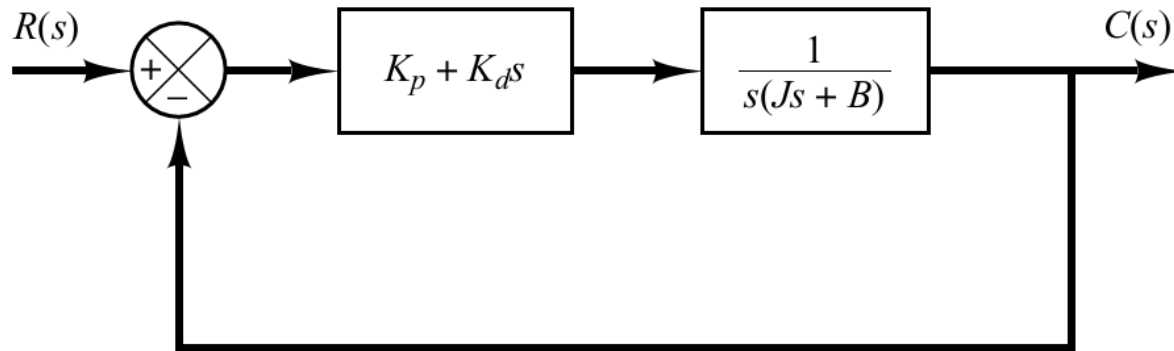 R(s)
+
−
K_p + K_d s
1
s(Js + B)
C(s)